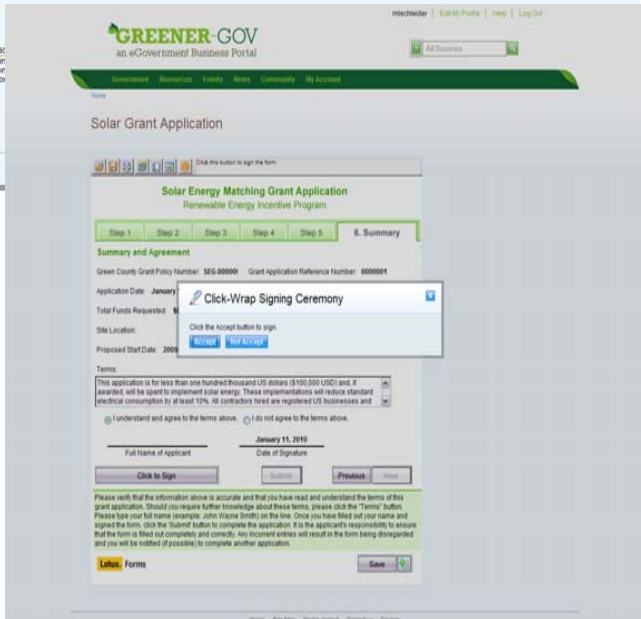 mlechleider | Edit My Profile | Help | Log Out
GREENER-GOV
an eGovernment Business Portal
All Sources
Government Resources Events News Community My Account
Home
Solar Grant Application
Click this button to sign the form
Solar Energy Matching Grant Application
Renewable Energy Incentive Program
Step 1 Step 2 Step 3 Step 4 Step 5 6. Summary
Summary and Agreement
Green County Grant Policy Number: Grant Application Reference Number: 0000001
Application Date: January
Total Funds Requested:
Click-Wrap Signing Ceremony
Click the Accept button to sign.
Accept Not Accept
Site Location:
Proposed Start Date: 2009
Terms:
This application is for less than one hundred thousand US dollars ($100,000 USD) and, if
awarded, will be spent to implement solar energy. These implementations will reduce standard
electrical consumption by at least 10%. All contractors hired are registered US businesses and
I understand and agree to the terms above. I do not agree to the terms above.
January 11, 2010
Full Name of Applicant Date of Signature
Click to Sign Submit Previous Next
Please verify that the information above is accurate and that you have read and understand the terms of this
grant application. Should you require further knowledge about these terms, please click the "Terms" button.
Please type your full name (example: John Wayne Smith) on the line. Once you have filled out your name and
signed the form, click the 'Submit' button to complete the application. It is the applicant's responsibility to ensure
that the form is filled out completely and correctly. Any incorrect entries will result in the form being disregarded
and you will be notified (if possible) to complete another application.
Lotus. Forms Save